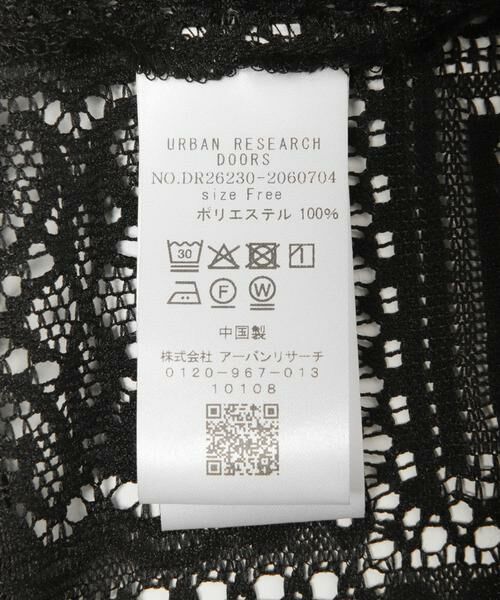 URBAN RESEARCH
DOORS
NO.DR26230-2060704
size Free
ポリエステル 100%
30
F W
中国製
株式会社 アーバンリサーチ
0120-967-013
10108